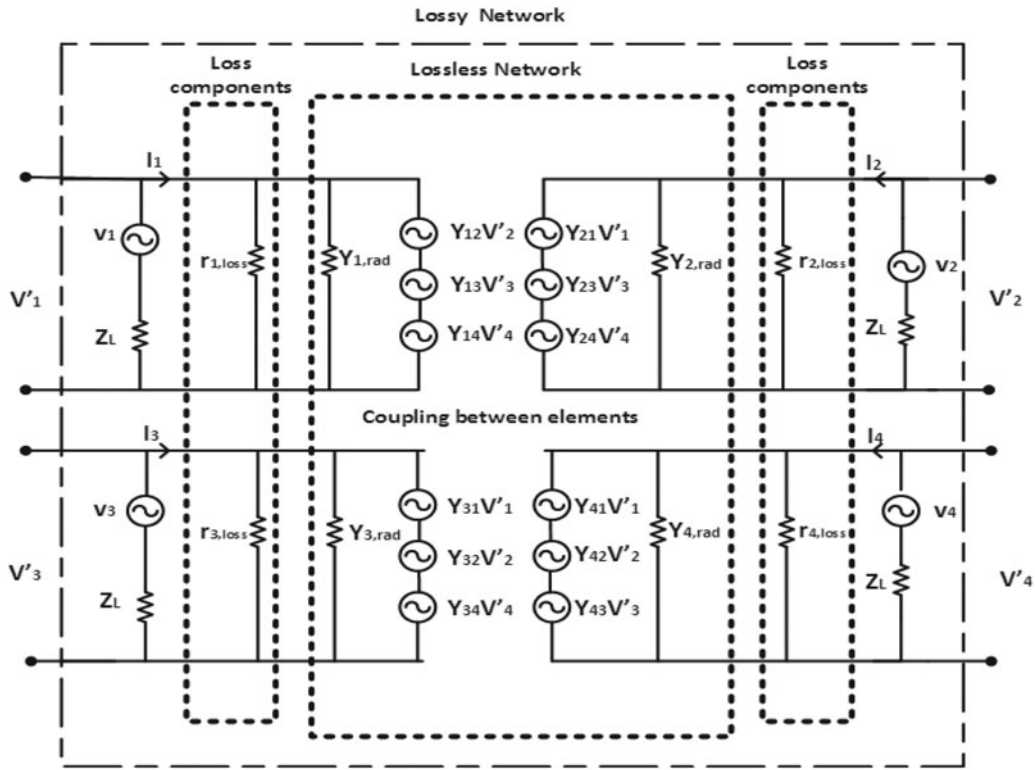 Lossy Network
Loss components
Lossless Network
Loss components
I1
I2
v1
r1,loss
Y1,rad
Y12V'2
Y21V'1
Y2,rad
r2,loss
v2
Y13V'3
Y23V'3
V'1
V'2
ZL
Y14V'4
Y24V'4
ZL
Coupling between elements
I3
I4
v3
r3,loss
Y3,rad
Y31V'1
Y41V'1
Y4,rad
r4,loss
v4
Y32V'2
Y42V'2
V'3
V'4
ZL
Y34V'4
Y43V'3
ZL